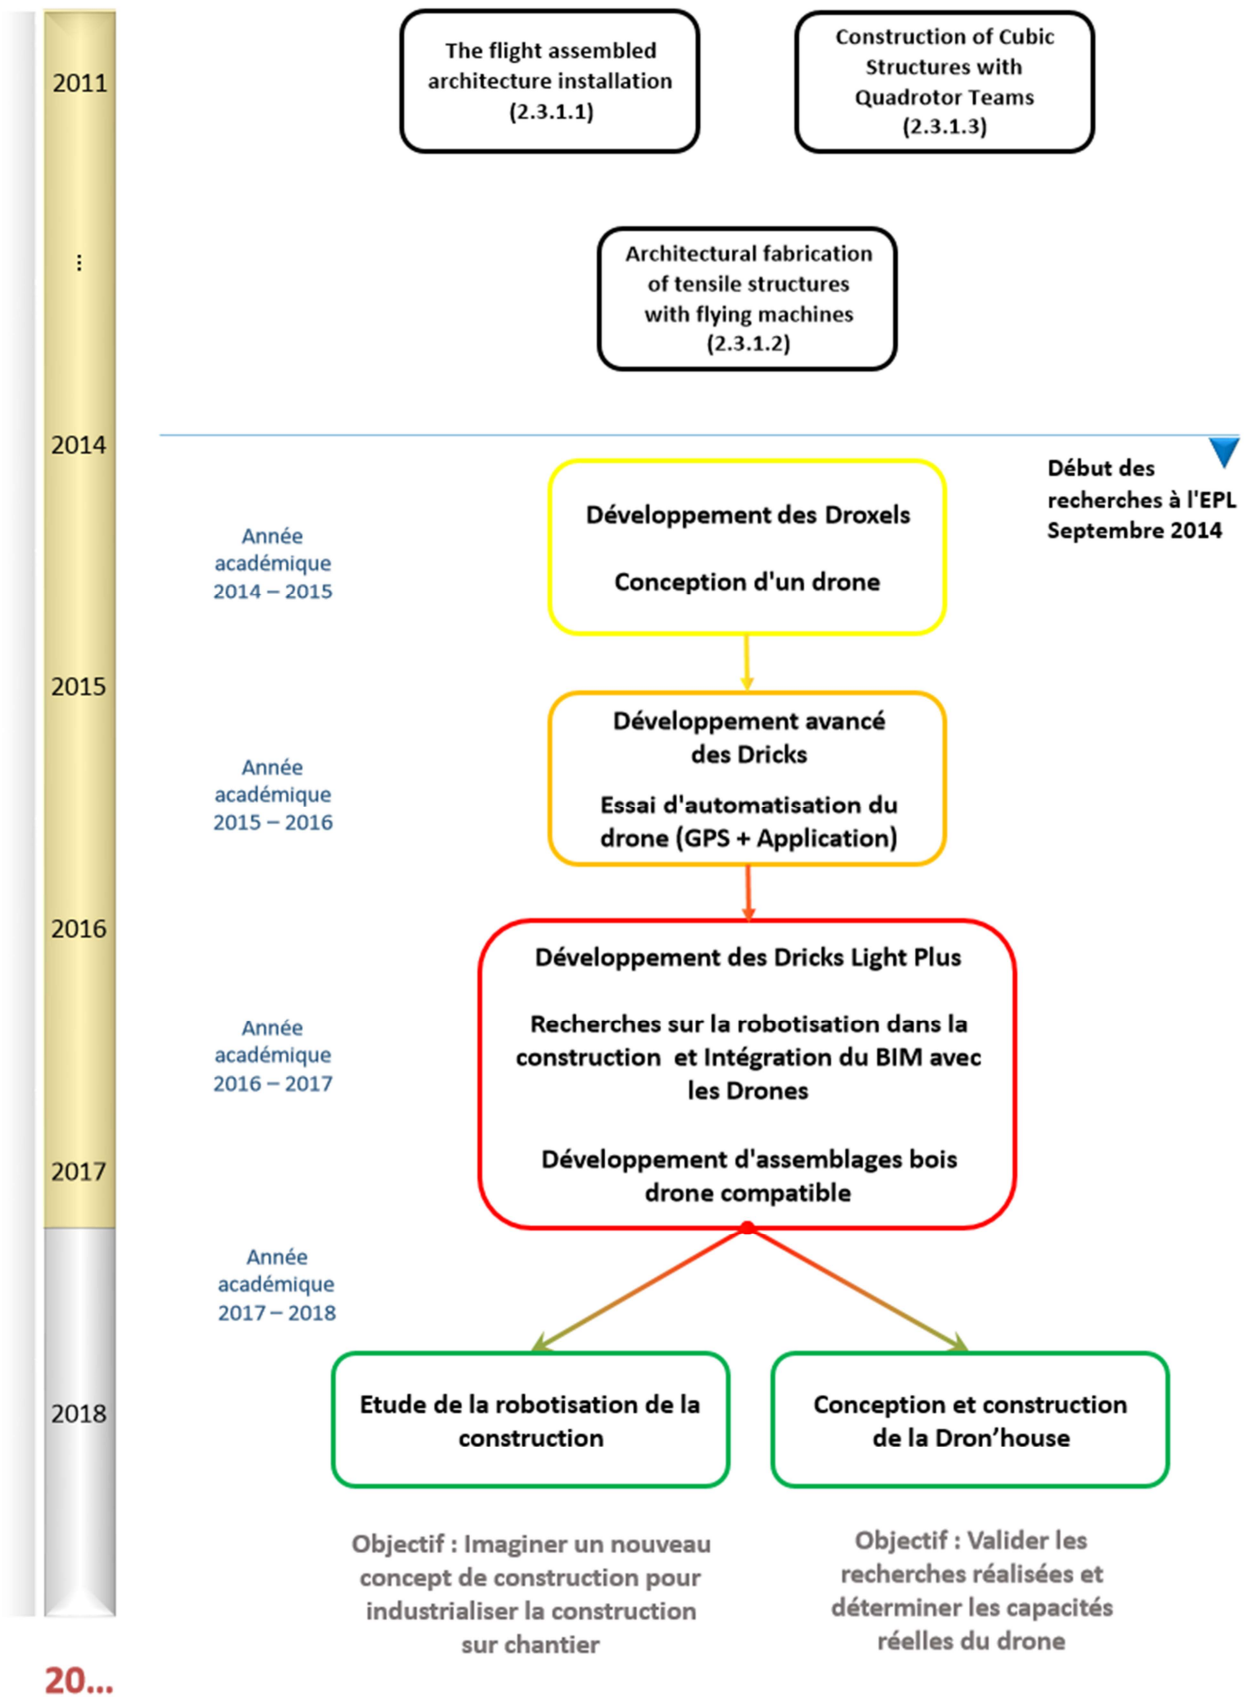 2011
The flight assembled
architecture installation
(2.3.1.1)
Construction of Cubic
Structures with
Quadrotor Teams
(2.3.1.3)
...
Architectural fabrication
of tensile structures
with flying machines
(2.3.1.2)
2014
Début des
recherches à l'EPL
Septembre 2014
Année
académique
2014 – 2015
Développement des Droxels
Conception d'un drone
2015
Année
académique
2015 – 2016
Développement avancé
des Dricks
Essai d'automatisation du
drone (GPS + Application)
2016
Année
académique
2016 – 2017
Développement des Dricks Light Plus
Recherches sur la robotisation dans la
construction et Intégration du BIM avec
les Drones
Développement d'assemblages bois
drone compatible
2017
Année
académique
2017 – 2018
2018
Etude de la robotisation de la
construction
Conception et construction
de la Dron’house
Objectif : Imaginer un nouveau
concept de construction pour
industrialiser la construction
sur chantier
Objectif : Valider les
recherches réalisées et
déterminer les capacités
réelles du drone
20...